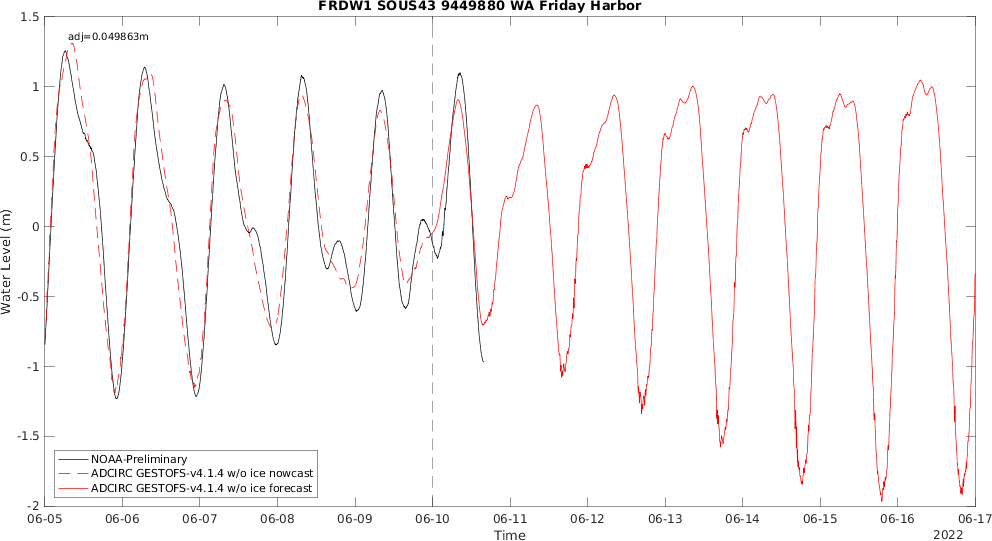 FRDW1 SOUS43 9449880 WA Friday Harbor
adj=0.049863m
1.5
1
0.5
0
-0.5
-1
-1.5
-2
Water Level (m)
NOAA-Preliminary
ADCIRC GESTOFS-v4.1.4 w/o ice nowcast
ADCIRC GESTOFS-v4.1.4 w/o ice forecast
06-05 06-06 06-07 06-08 06-09 06-10 06-11 06-12 06-13 06-14 06-15 06-16 06-17
Time
2022